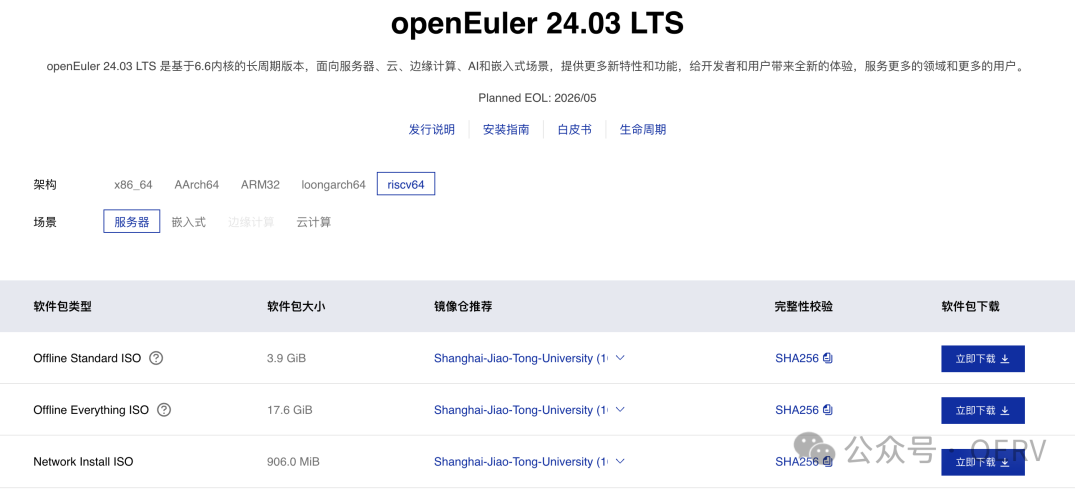 openEuler 24.03 LTS
openEuler 24.03 LTS 是基于6.6内核的长周期版本，面向服务器、云、边缘计算、AI和嵌入式场景，提供更多新特性和功能，给开发者和用户带来全新的体验，服务更多的领域和更多的用户。
Planned EOL: 2026/05
发行说明 安装指南 白皮书 生命周期
架构 x86_64 AArch64 ARM32 loongarch64 riscv64
场景 服务器 嵌入式 边缘计算 云计算
软件包类型 软件包大小 镜像仓推荐 完整性校验 软件包下载
Offline Standard ISO ? 3.9 GiB Shanghai-Jiao-Tong-University (1 SHA256 立即下载
Offline Everything ISO ? 17.6 GiB Shanghai-Jiao-Tong-University (1 SHA256 立即下载
Network Install ISO 906.0 MiB Shanghai-Jiao-Tong-University (1 SHA256 立即下载
公众号 · OERV